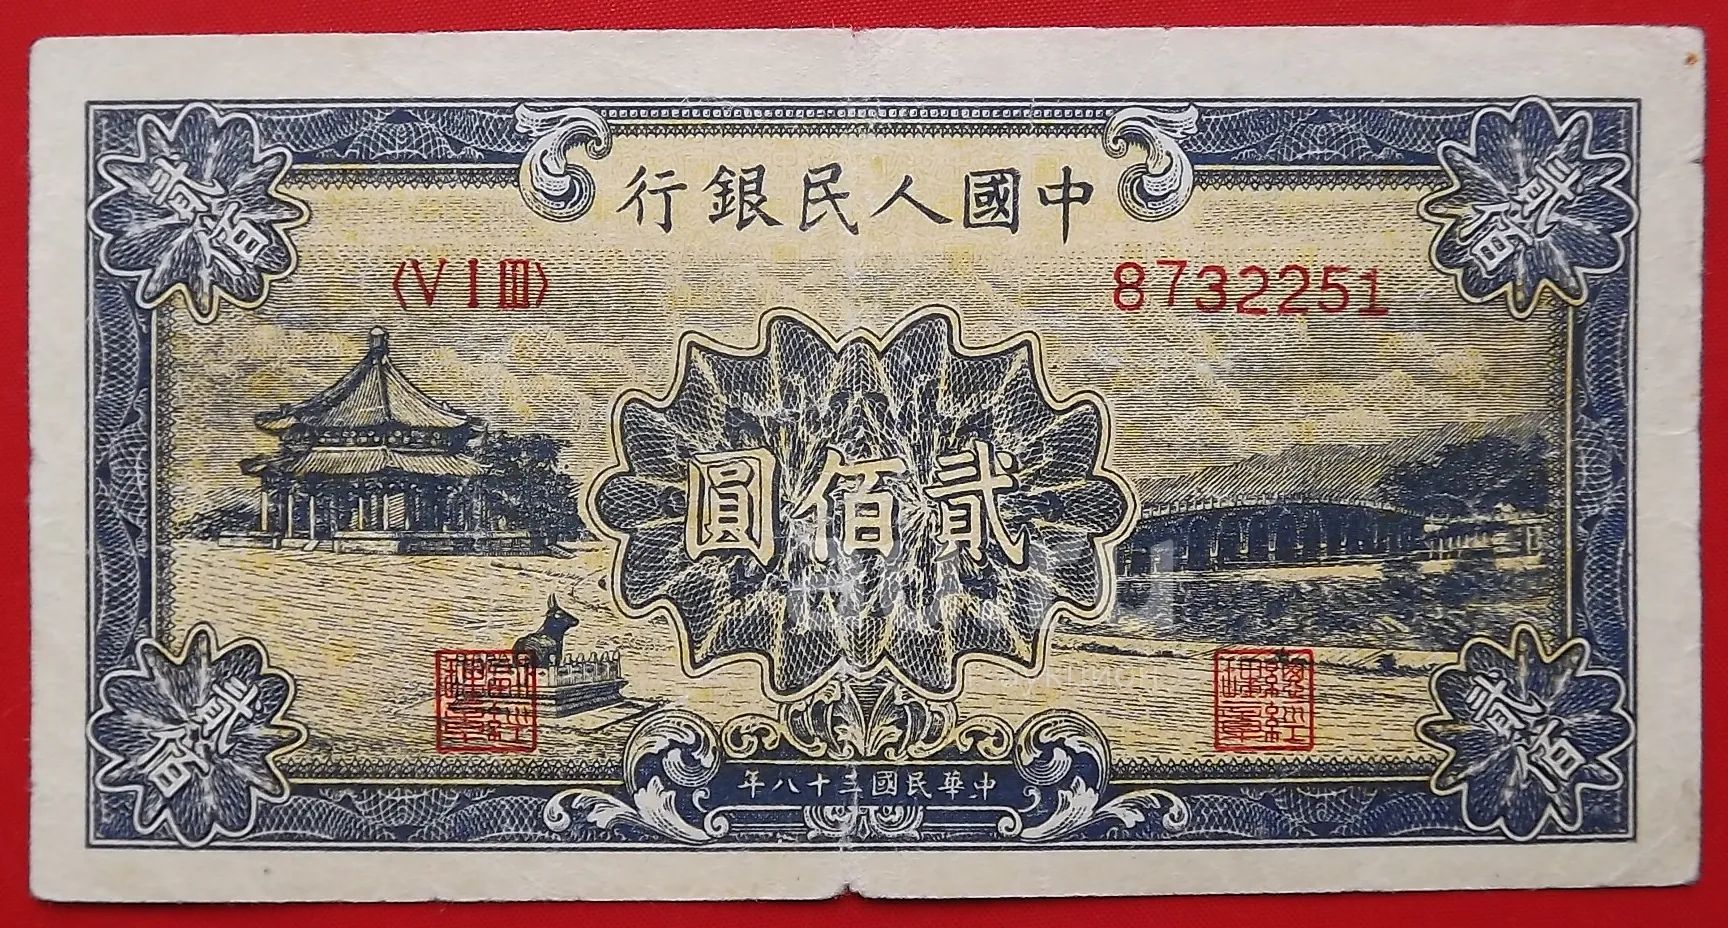 中國人民銀行
〈V I III〉
8732251
貳佰
貳佰
貳佰圓
貳佰
貳佰
中華民國三十八年